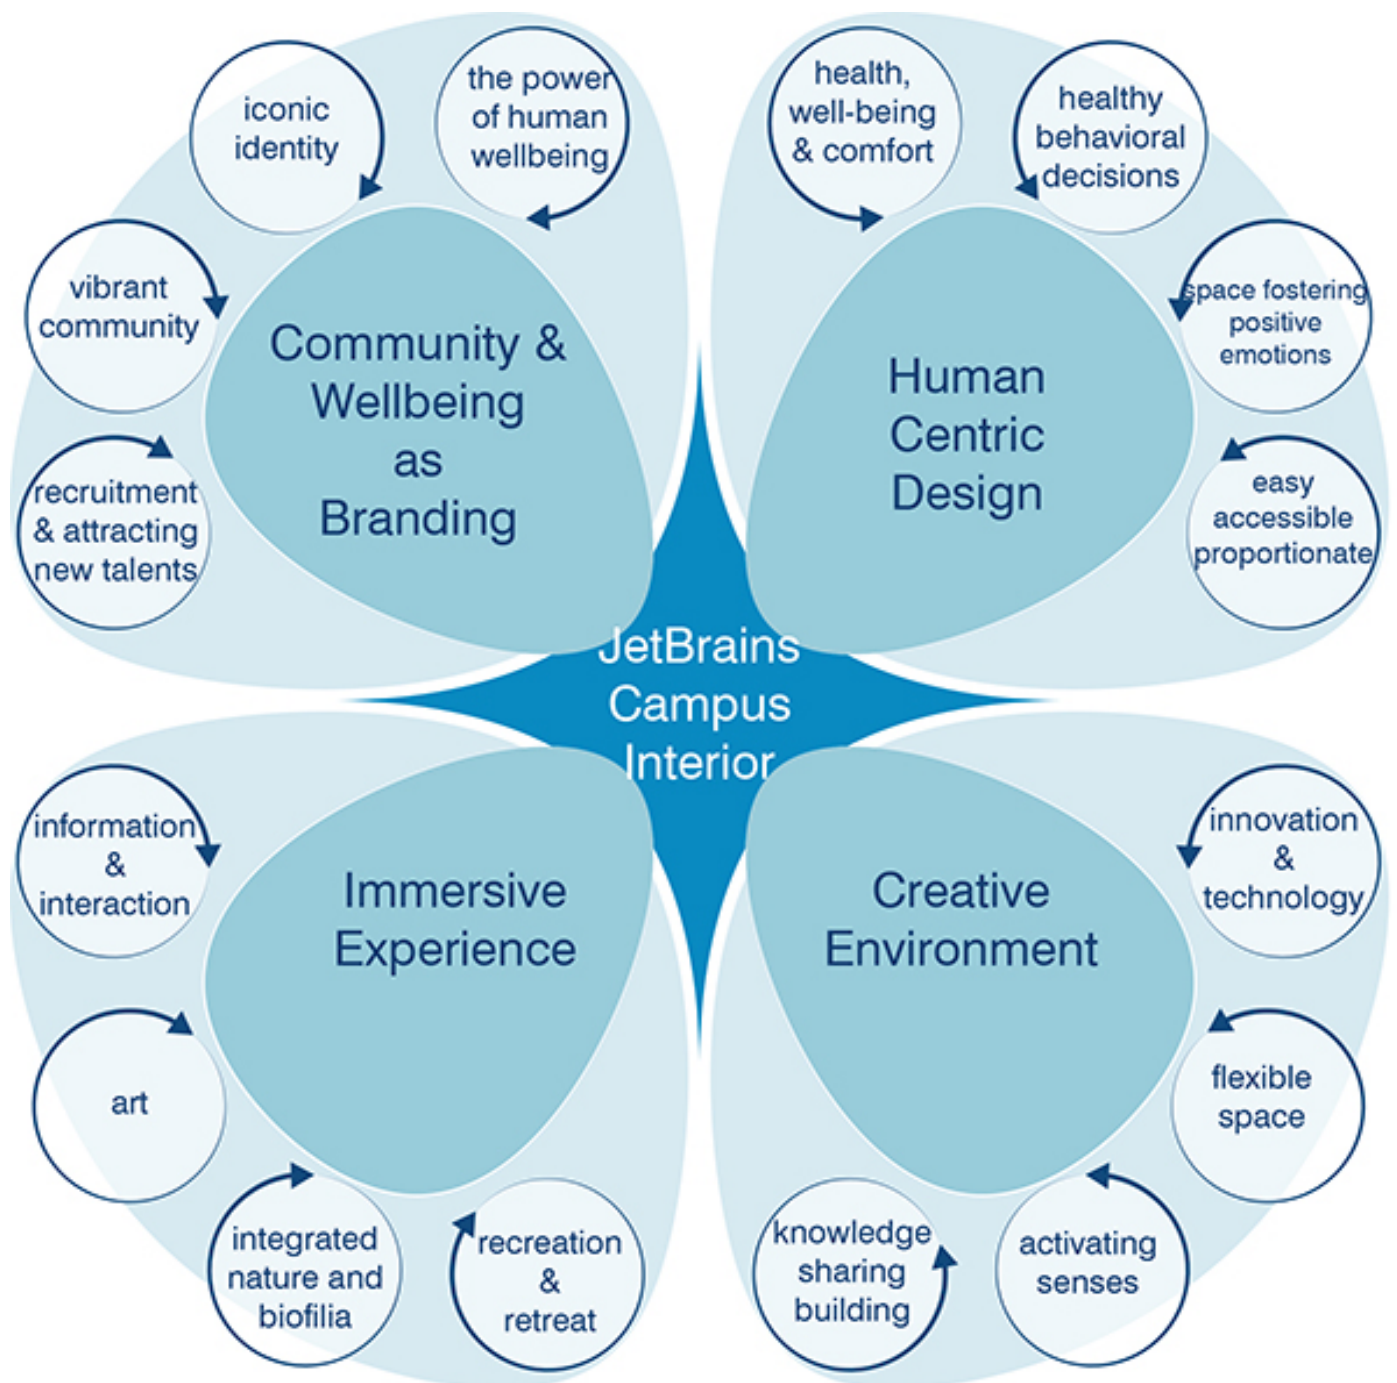 the power
of human
wellbeing
iconic
identity
vibrant
community
recruitment
& attracting
new talents
Community &
Wellbeing
as
Branding
health,
well-being
& comfort
healthy
behavioral
decisions
space fostering
positive
emotions
easy
accessible
proportionate
Human
Centric
Design
JetBrains
Campus
Interior
information
&
interaction
art
integrated
nature and
biofilia
recreation
&
retreat
Immersive
Experience
innovation
&
technology
flexible
space
activating
senses
knowledge
sharing
building
Creative
Environment